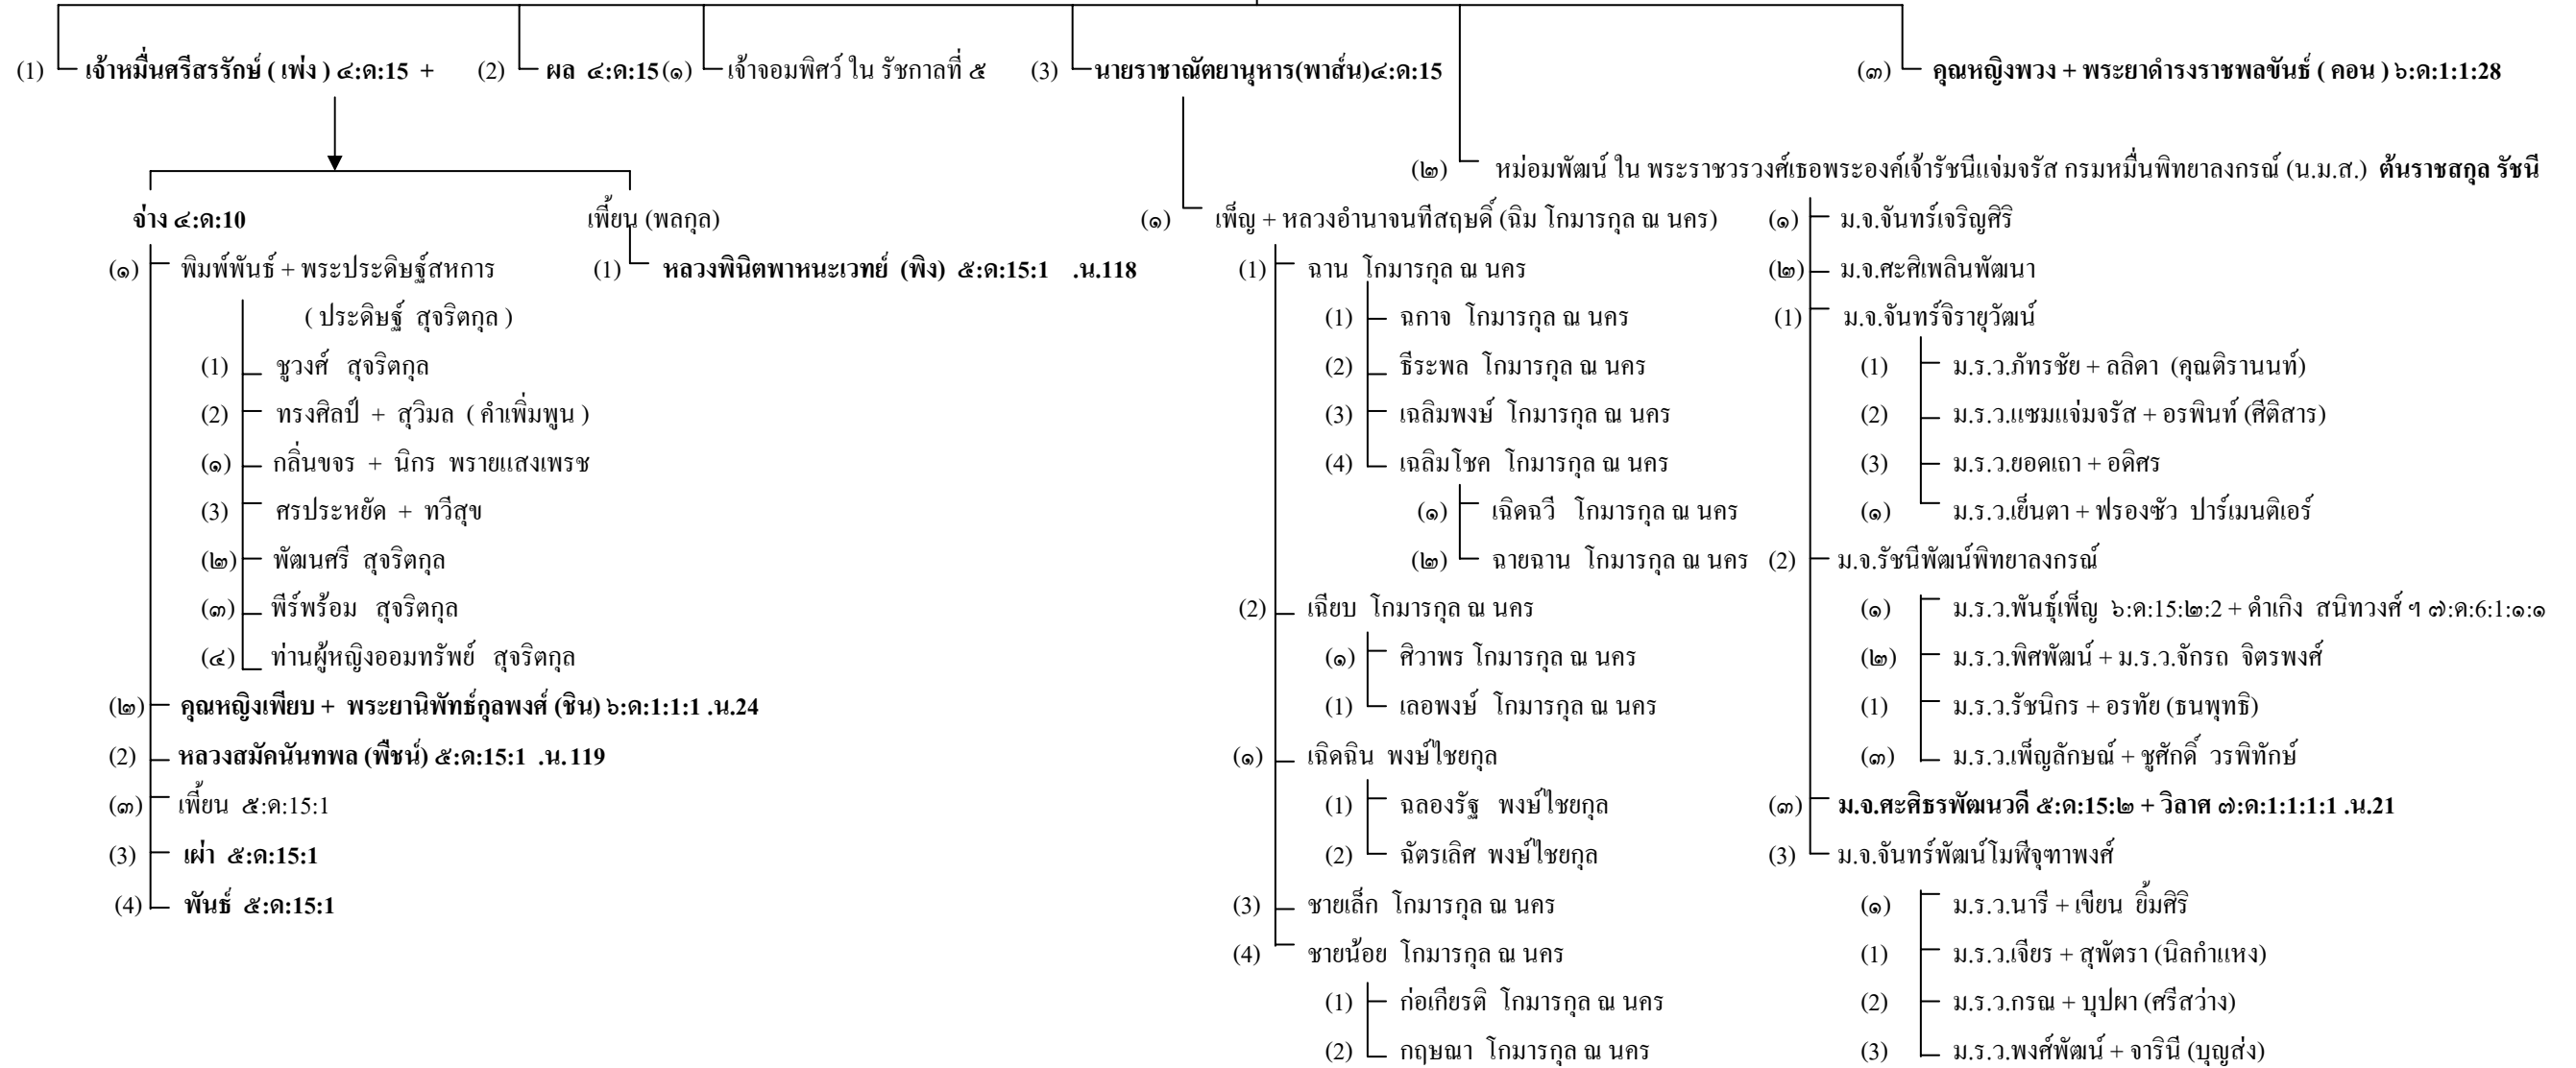 (1) เจ้าหมื่นศรีสรรักษ์ ( เพ่ง ) ๔:ด:15 + (2) ผล ๔:ด:15 (๑) เจ้าจอมพิศว์ ใน รัชกาลที่ ๕ (3) นายราชาณัตยานุหาร(พาส์น)๔:ด:15 (๓) คุณหญิงพวง + พระยาดำรงราชพลขันธ์ ( คอน ) ๖:ด:1:1:28
(๒) หม่อมพัฒน์ ใน พระราชวรวงศ์เธอพระองค์เจ้ารัชนีแจ่มจรัส กรมหมื่นพิทยาลงกรณ์ (น.ม.ส.) ต้นราชสกุล รัชนี
จ่าง ๔:ด:10 เพี้ยน (พลกุล) (๑) เพ็ญ + หลวงอำนาจนทีสฤษดิ์ (ฉิม โกมารกุล ณ นคร) (๑) ม.จ.จันทร์เจริญศิริ
(๑) พิมพ์พันธ์ + พระประดิษฐ์สหการ (1) หลวงพินิตพาหนะเวทย์ (พิง) ๕:ด:15:1 .น.118 (1) ฉาน โกมารกุล ณ นคร (๒) ม.จ.ศะศิเพลินพัฒนา
( ประดิษฐ์ สุจริตกุล ) (1) ฉกาจ โกมารกุล ณ นคร (1) ม.จ.จันทร์จิรายุวัฒน์
(1) ชูวงศ์ สุจริตกุล (2) ธีระพล โกมารกุล ณ นคร (1) ม.ร.ว.ภัทรชัย + ลลิดา (คุณติรานนท์)
(2) ทรงศิลป์ + สุวิมล ( คำเพิ่มพูน ) (3) เฉลิมพงษ์ โกมารกุล ณ นคร (2) ม.ร.ว.แซมแจ่มจรัส + อรพินท์ (ศีติสาร)
(๑) กลิ่นขจร + นิกร พรายแสงเพรช (4) เฉลิมโชค โกมารกุล ณ นคร (3) ม.ร.ว.ยอดเถา + อดิศร
(3) ศรประหยัด + ทวีสุข (๑) เฉิดฉวี โกมารกุล ณ นคร (๑) ม.ร.ว.เย็นตา + ฟรองซัว ปาร์เมนติเอร์
(๒) พัฒนศรี สุจริตกุล (๒) ฉายฉาน โกมารกุล ณ นคร (2) ม.จ.รัชนีพัฒน์พิทยาลงกรณ์
(๓) พีร์พร้อม สุจริตกุล (2) เฉียบ โกมารกุล ณ นคร (๑) ม.ร.ว.พันธุ์เพ็ญ ๖:ด:15:๒:2 + ดำเกิง สนิทวงศ์ ฯ ๗:ด:6:1:๑:๑
(๔) ท่านผู้หญิงออมทรัพย์ สุจริตกุล (๑) ศิวาพร โกมารกุล ณ นคร (๒) ม.ร.ว.พิศพัฒน์ + ม.ร.ว.จักรถ จิตรพงศ์
(๒) คุณหญิงเพียบ + พระยานิพัทธ์กุลพงศ์ (ชิน) ๖:ด:1:1:1 .น.24 (1) เลอพงษ์ โกมารกุล ณ นคร (1) ม.ร.ว.รัชนิกร + อรทัย (ธนพุทธิ)
(2) หลวงสมัคนันทพล (พืชน์) ๕:ด:15:1 .น.119 (๑) เฉิดฉิน พงษ์ไชยกุล (๓) ม.ร.ว.เพ็ญลักษณ์ + ชูศักดิ์ วรพิทักษ์
(๓) เพี้ยน ๕:ด:15:1 (1) ฉลองรัฐ พงษ์ไชยกุล (๓) ม.จ.ศะศิธรพัฒนวดี ๕:ด:15:๒ + วิลาศ ๗:ด:1:1:1:1 .น.21
(3) เผ่า ๕:ด:15:1 (2) ฉัตรเลิศ พงษ์ไชยกุล (3) ม.จ.จันทร์พัฒน์โมฬีจุฑาพงศ์
(4) พันธ์ ๕:ด:15:1 (3) ชายเล็ก โกมารกุล ณ นคร (๑) ม.ร.ว.นารี + เขียน ยิ้มศิริ
(4) ชายน้อย โกมารกุล ณ นคร (1) ม.ร.ว.เจียร + สุพัตรา (นิลกำแหง)
(1) ก่อเกียรติ โกมารกุล ณ นคร (2) ม.ร.ว.กรณ + บุปผา (ศรีสว่าง)
(2) กฤษณา โกมารกุล ณ นคร (3) ม.ร.ว.พงศ์พัฒน์ + จารินี (บุญส่ง)